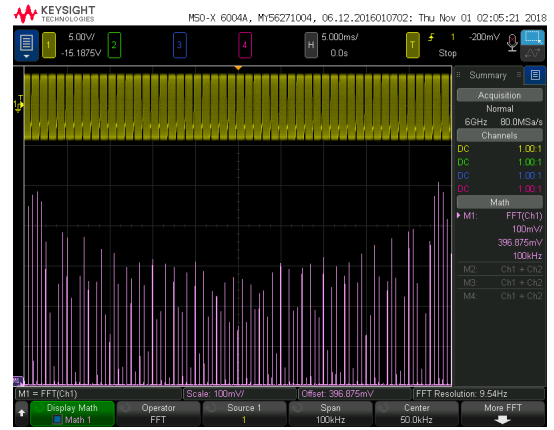 KEYSIGHT
TECHNOLOGIES
MSO-X 6004A, MY56271004, 06.12.2016010702: Thu Nov 01 02:05:21 2018
1 5.00V/ 2 3 4 H 5.000ms/ T 1 -200mV
-15.1875V 0.0s Stop
Summary
Acquisition
Normal
6GHz 80.0MSa/s
Channels
DC 1.00:1
DC 1.00:1
DC 1.00:1
DC 1.00:1
Math
M1: FFT(Ch1)
100mV/
396.875mV
100kHz
M2: Ch1 + Ch2
M3: Ch1 + Ch2
M4: Ch1 + Ch2
M1 = FFT(Ch1) Scale: 100mV/ Offset: 396.875mV FFT Resolution: 9.54Hz
Display Math Operator Source 1 Span Center More FFT
Math 1 FFT 1 100kHz 50.0kHz